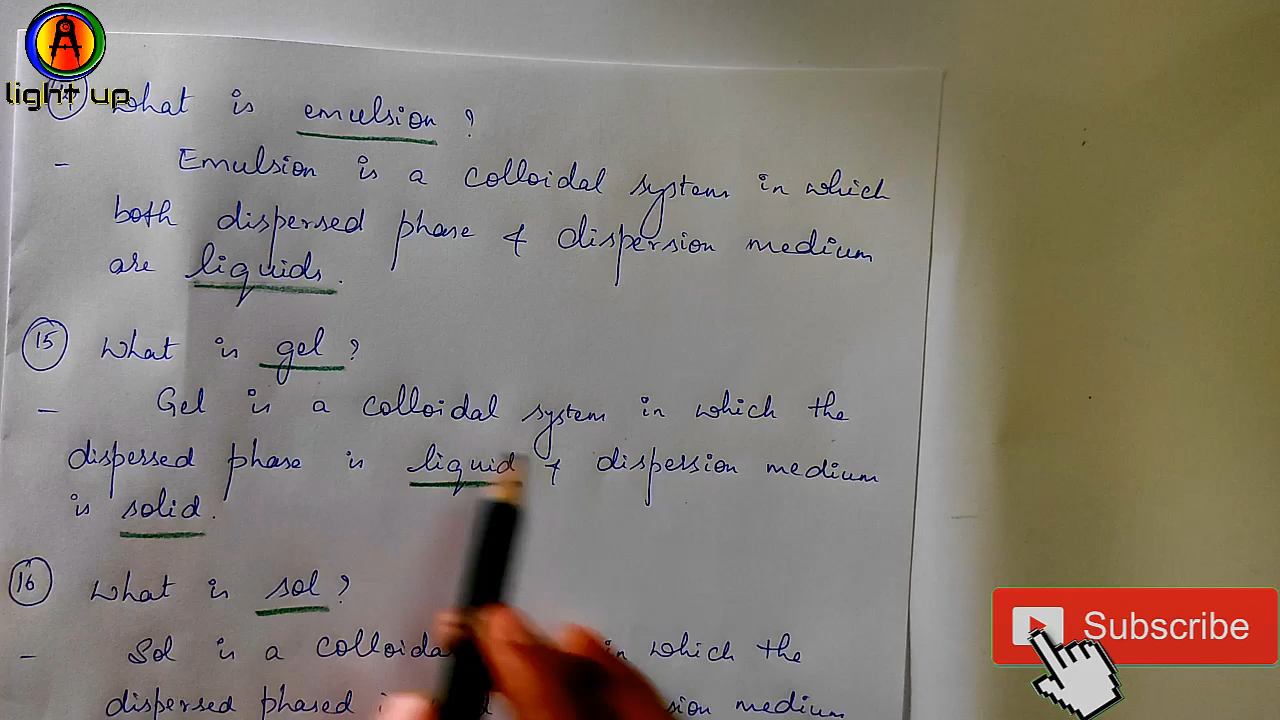 light up
What is emulsion ?
- Emulsion is a colloidal system in which
both dispersed phase & dispersion medium
are liquids.
15 What is gel ?
- Gel is a colloidal system in which the
dispersed phase is liquid & dispersion medium
is solid.
16 What is sol ?
- Sol is a in which the
dispersed phased medium
Subscribe